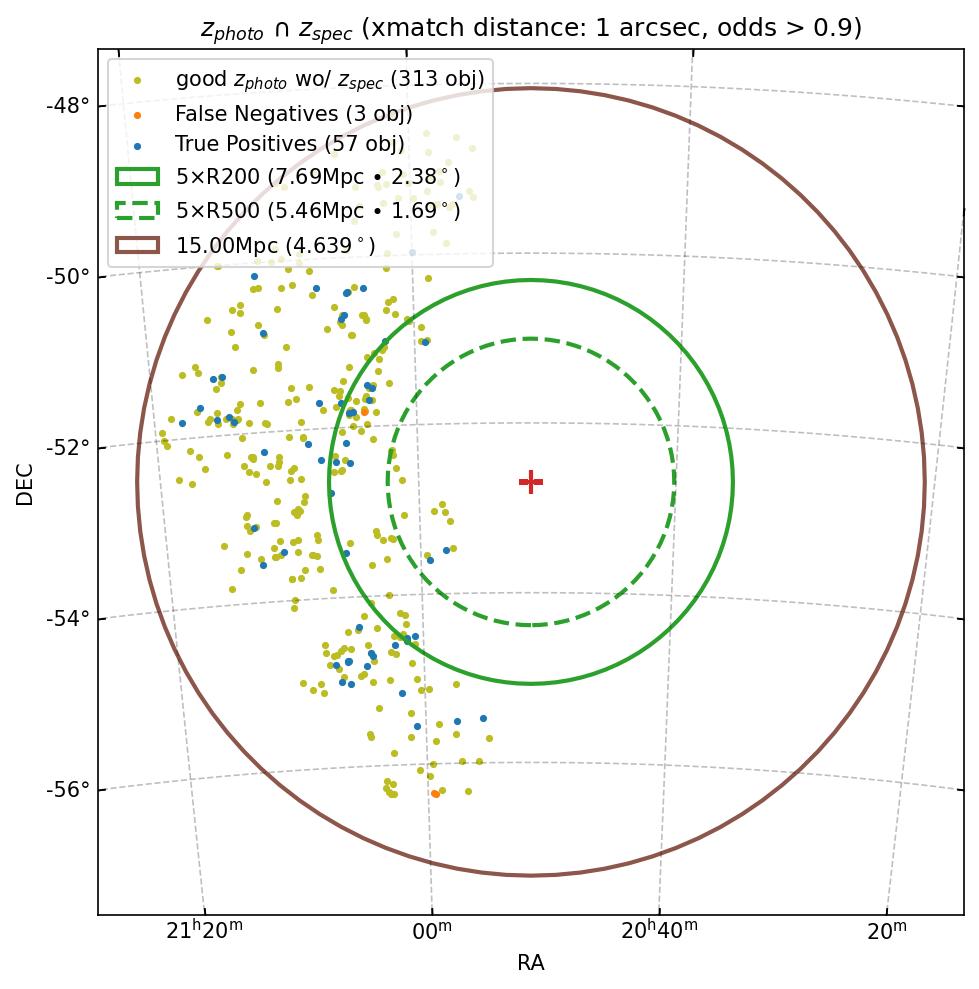 z_photo ∩ z_spec (xmatch distance: 1 arcsec, odds > 0.9)
good z_photo wo/ z_spec (313 obj)
False Negatives (3 obj)
True Positives (57 obj)
5×R200 (7.69Mpc • 2.38°)
5×R500 (5.46Mpc • 1.69°)
15.00Mpc (4.639°)
-48°
-50°
-52°
-54°
-56°
DEC
21h20m 00m 20h40m 20m
RA